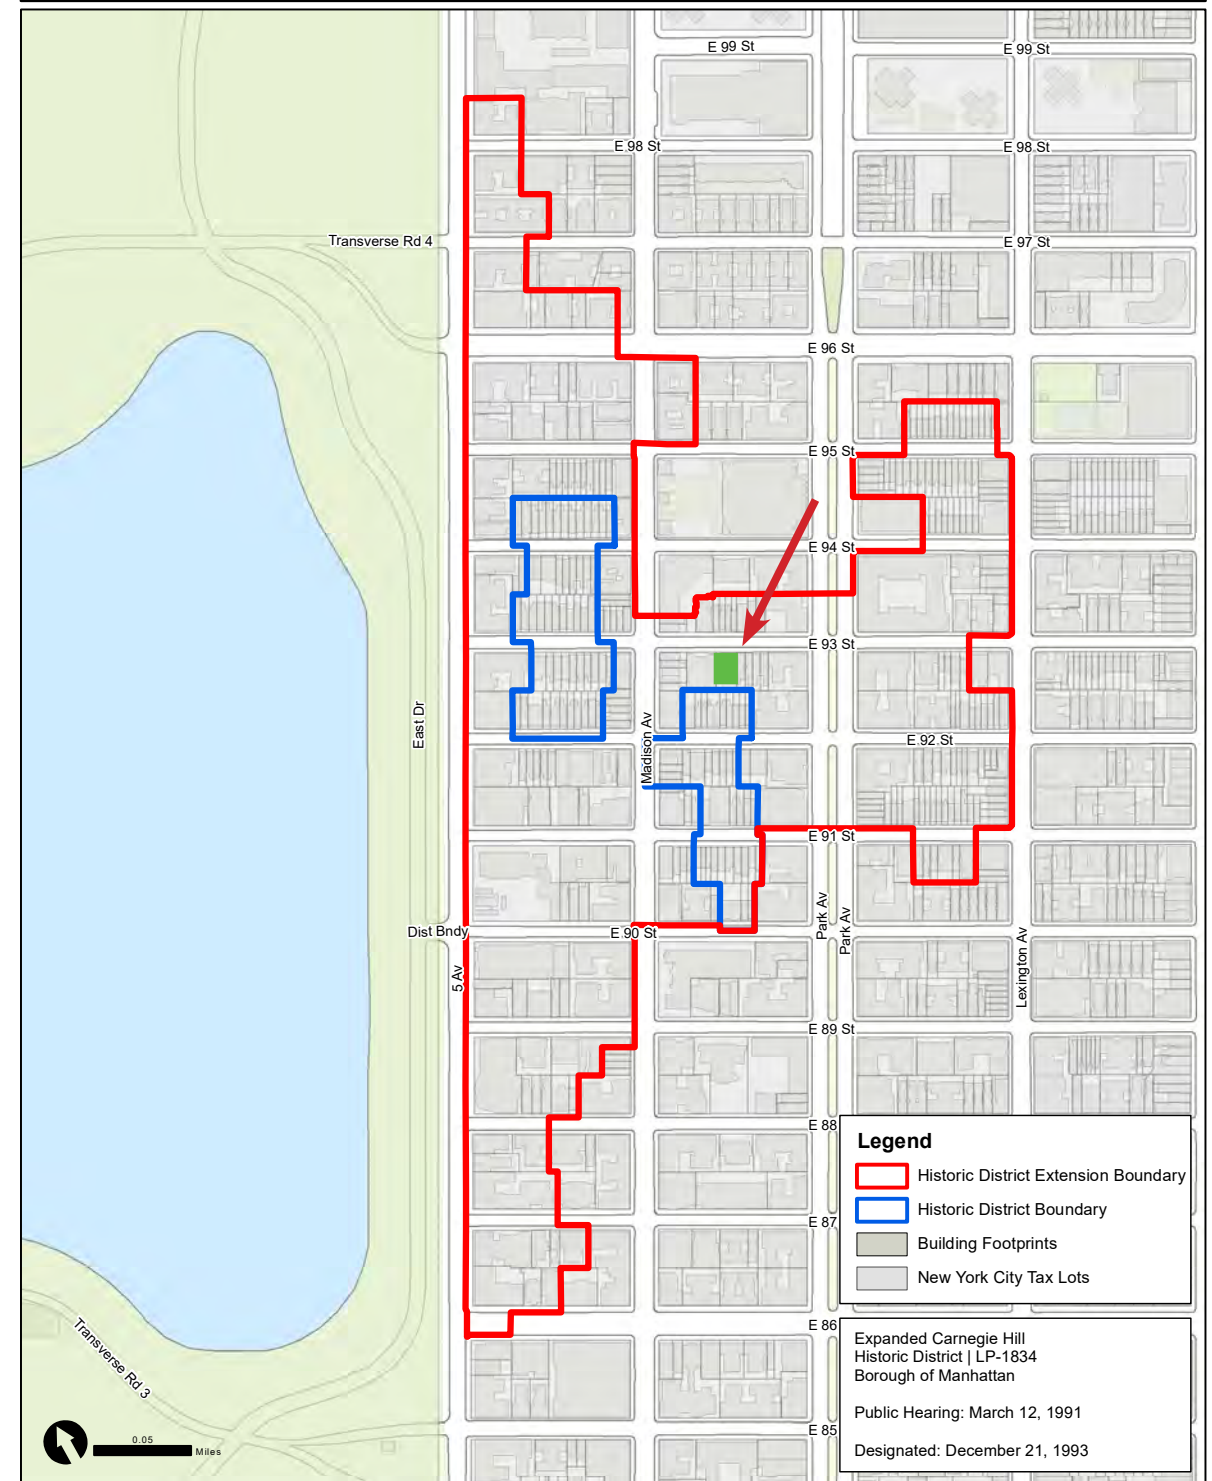 E 99 St
E 99 St
E 98 St
E 98 St
Transverse Rd 4
E 97 St
E 96 St
E 95 St
E 94 St
E 93 St
East Dr
Madison Av
E 92 St
E 91 St
Park Av
Park Av
Dist Bndy
E 90 St
5 Av
Lexington Av
E 89 St
E 88
E 87
E 86
E 85
Transverse Rd 3
0.05
Miles
Legend
Historic District Extension Boundary
Historic District Boundary
Building Footprints
New York City Tax Lots
Expanded Carnegie Hill
Historic District | LP-1834
Borough of Manhattan
Public Hearing: March 12, 1991
Designated: December 21, 1993